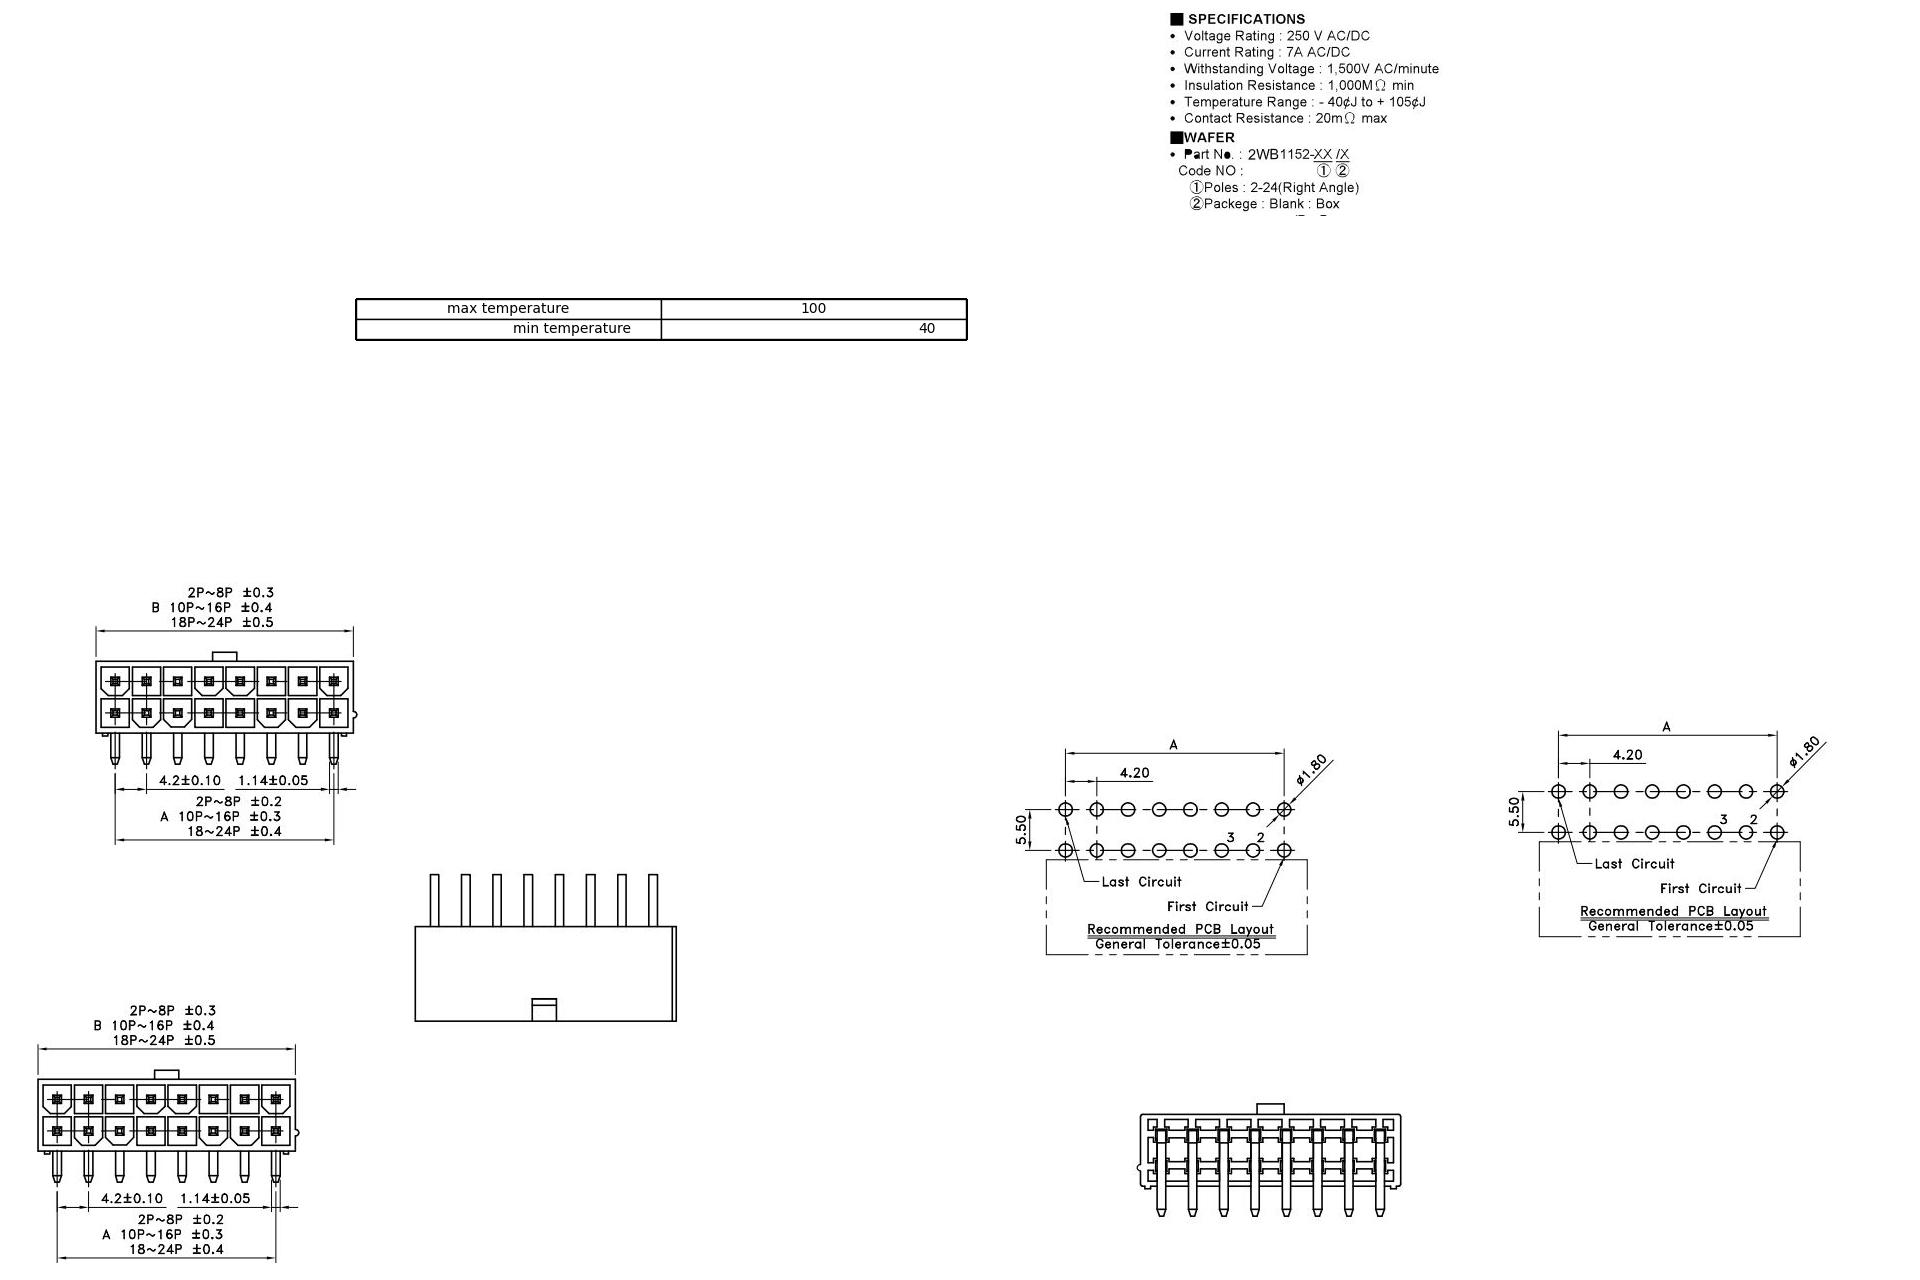 ■ SPECIFICATIONS
• Voltage Rating : 250 V AC/DC
• Current Rating : 7A AC/DC
• Withstanding Voltage : 1,500V AC/minute
• Insulation Resistance : 1,000MΩ min
• Temperature Range : - 40¢J to + 105¢J
• Contact Resistance : 20mΩ max
■WAFER
• Part No. : 2WB1152-XX /X
Code NO : ① ②
①Poles : 2-24(Right Angle)
②Packege : Blank : Box
max temperature 100
min temperature 40
2P~8P ±0.3
B 10P~16P ±0.4
18P~24P ±0.5
4.2±0.10 1.14±0.05
2P~8P ±0.2
A 10P~16P ±0.3
18~24P ±0.4
A
4.20
ø1.80
5.50
3 2
Last Circuit
First Circuit
Recommended PCB Layout
General Tolerance±0.05
A
4.20
ø1.80
5.50
3 2
Last Circuit
First Circuit
Recommended PCB Layout
General Tolerance±0.05
2P~8P ±0.3
B 10P~16P ±0.4
18P~24P ±0.5
4.2±0.10 1.14±0.05
2P~8P ±0.2
A 10P~16P ±0.3
18~24P ±0.4